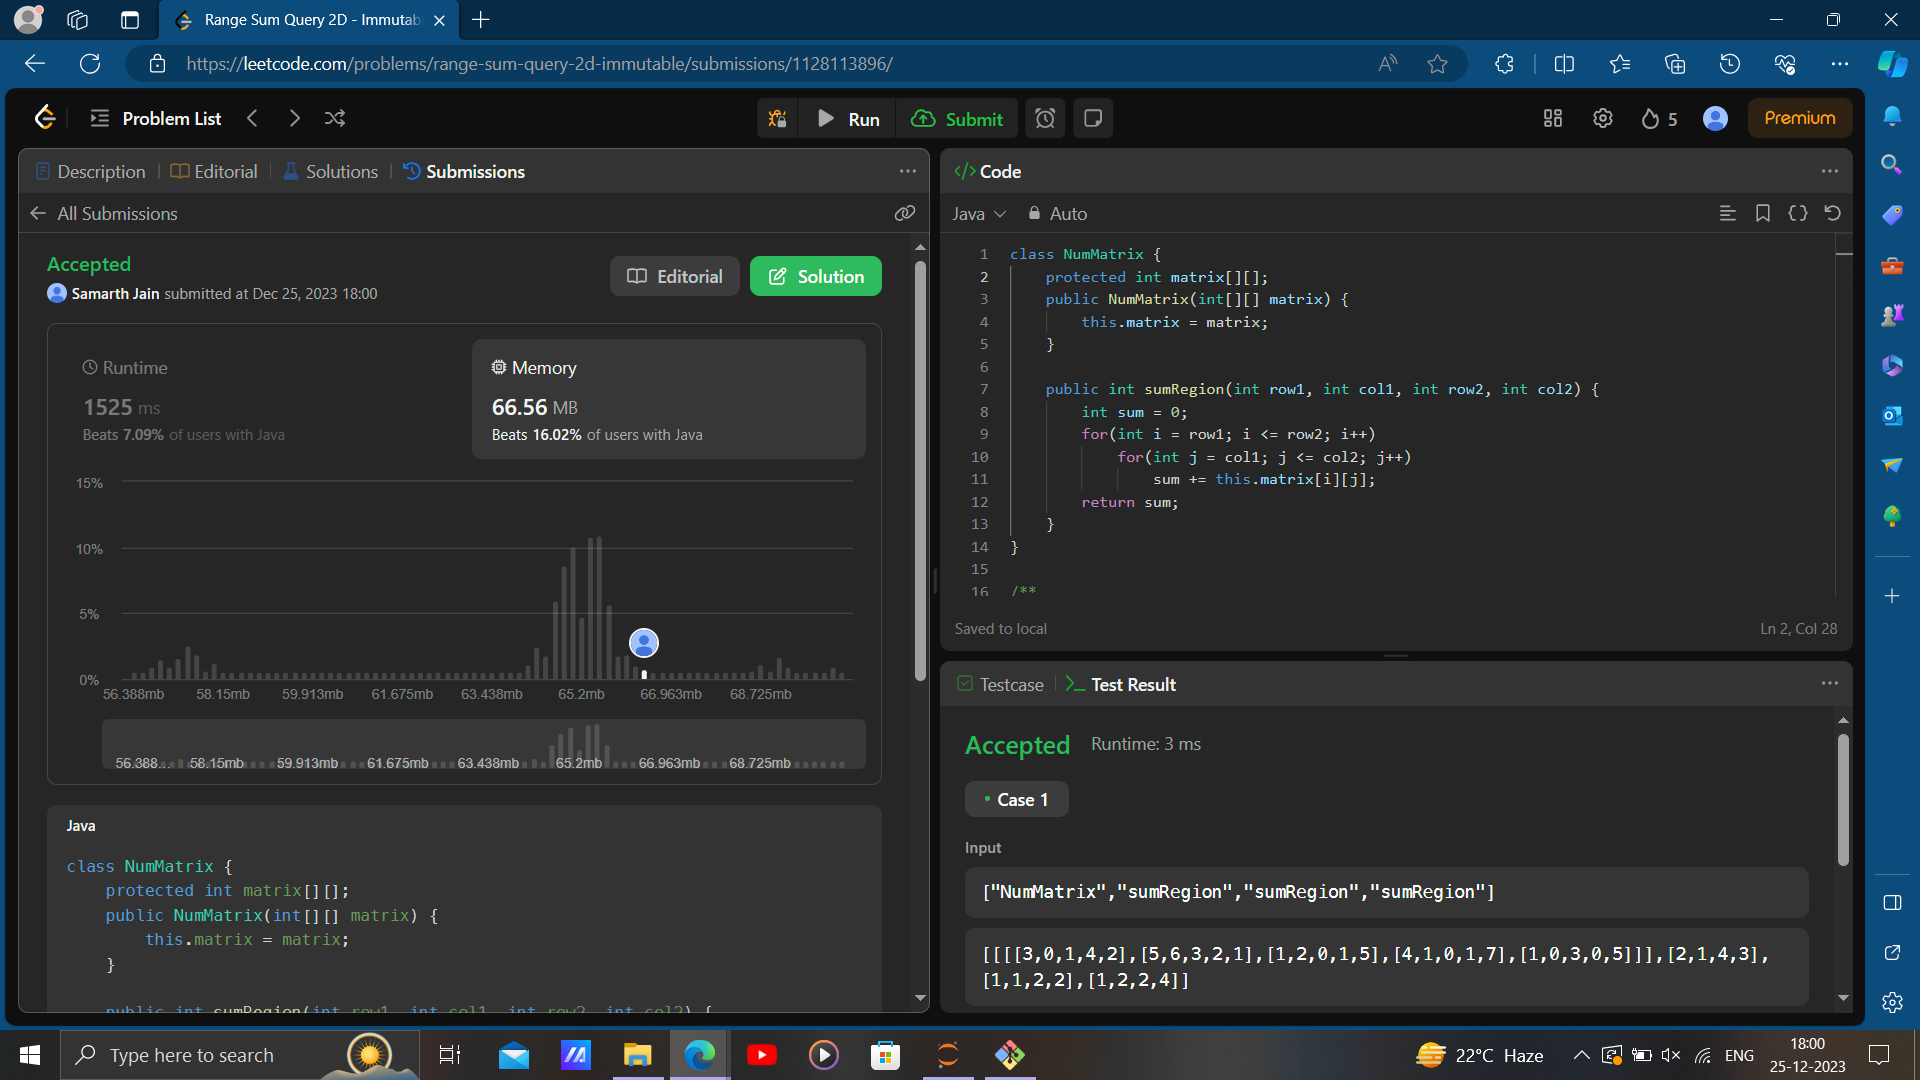 Range Sum Query 2D - Immutab
https://leetcode.com/problems/range-sum-query-2d-immutable/submissions/1128113896/
Problem List
Run
Submit
5
Premium
Description
Editorial
Solutions
Submissions
All Submissions
Accepted
Samarth Jain submitted at Dec 25, 2023 18:00
Editorial
Solution
Runtime
1525 ms
Beats 7.09% of users with Java
Memory
66.56 MB
Beats 16.02% of users with Java
15%
10%
5%
0%
56.388mb 58.15mb 59.913mb 61.675mb 63.438mb 65.2mb 66.963mb 68.725mb
56.388... 58.15mb 59.913mb 61.675mb 63.438mb 65.2mb 66.963mb 68.725mb
Java
class NumMatrix {
protected int matrix[][];
public NumMatrix(int[][] matrix) {
this.matrix = matrix;
}
public int sumRegion(int row1, int col1, int row2, int col2) {
</> Code
Java
Auto
1 class NumMatrix {
2 protected int matrix[][];
3 public NumMatrix(int[][] matrix) {
4 this.matrix = matrix;
5 }
6
7 public int sumRegion(int row1, int col1, int row2, int col2) {
8 int sum = 0;
9 for(int i = row1; i <= row2; i++)
10 for(int j = col1; j <= col2; j++)
11 sum += this.matrix[i][j];
12 return sum;
13 }
14 }
15
16 /**
Saved to local
Ln 2, Col 28
Testcase
Test Result
Accepted Runtime: 3 ms
Case 1
Input
["NumMatrix","sumRegion","sumRegion","sumRegion"]
[[[[3,0,1,4,2],[5,6,3,2,1],[1,2,0,1,5],[4,1,0,1,7],[1,0,3,0,5]]],[2,1,4,3],
[1,1,2,2],[1,2,2,4]]
Type here to search
22°C Haze
ENG
18:00
25-12-2023